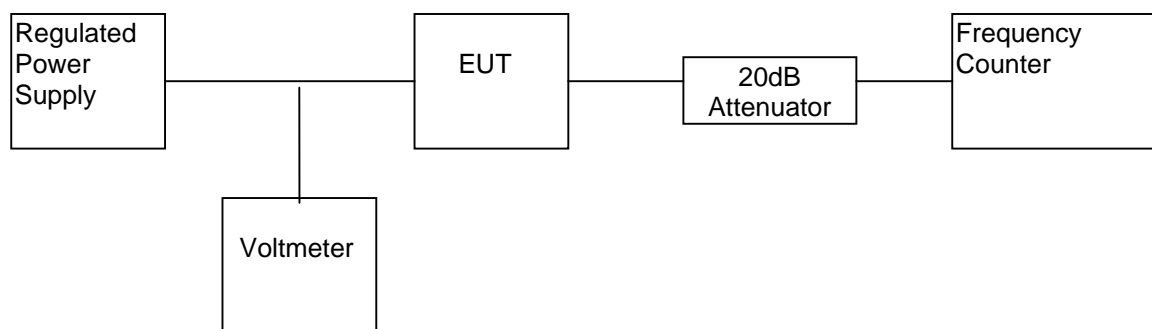 Regulated
Power
Supply
EUT
20dB
Attenuator
Frequency
Counter
Voltmeter